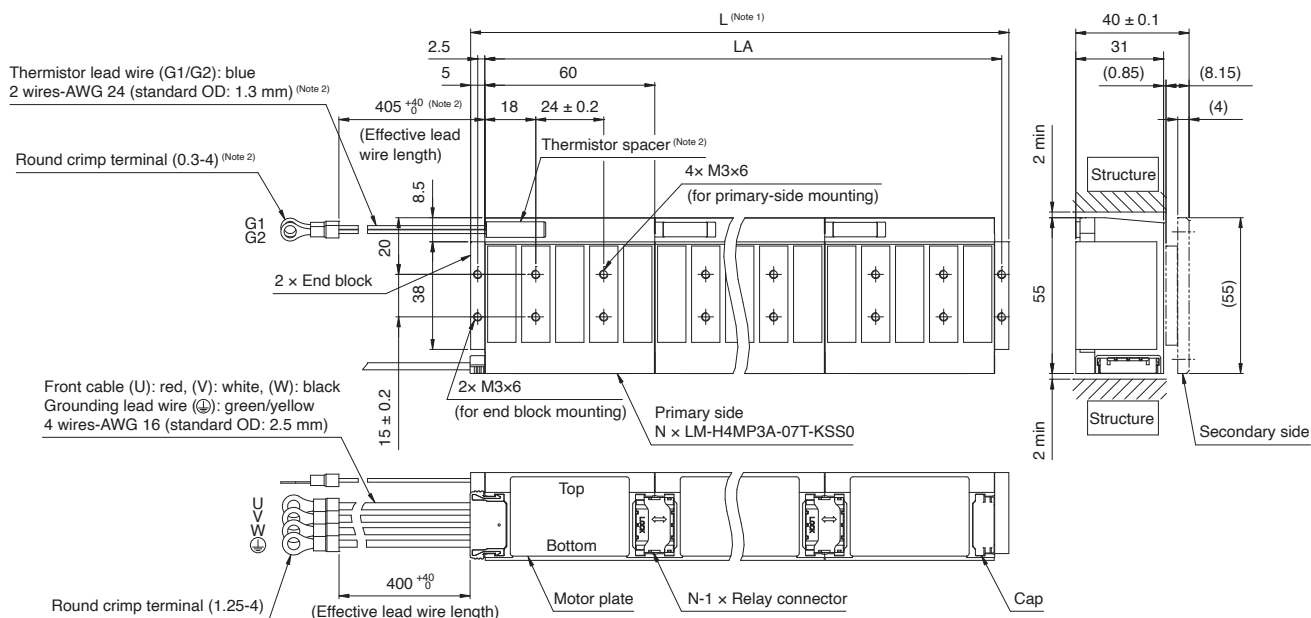 L (Note 1)
40 ± 0.1
2.5
LA
31
Thermistor lead wire (G1/G2): blue
2 wires-AWG 24 (standard OD: 1.3 mm) (Note 2)
5
60
(0.85)
(8.15)
405 +40 0 (Note 2)
18
24 ± 0.2
(4)
(Effective lead
wire length)
Thermistor spacer (Note 2)
Round crimp terminal (0.3-4) (Note 2)
8.5
4× M3×6
(for primary-side mounting)
2 min
Structure
G1
G2
20
2 × End block
38
55
(55)
Front cable (U): red, (V): white, (W): black
Grounding lead wire (⏚): green/yellow
4 wires-AWG 16 (standard OD: 2.5 mm)
15 ± 0.2
2× M3×6
(for end block mounting)
Primary side
N × LM-H4MP3A-07T-KSS0
2 min
Structure
Secondary side
U
V
W
⏚
Top
Bottom
LOCK
LOCK
400 +40 0
(Effective lead wire length)
Round crimp terminal (1.25-4)
Motor plate
N-1 × Relay connector
Cap